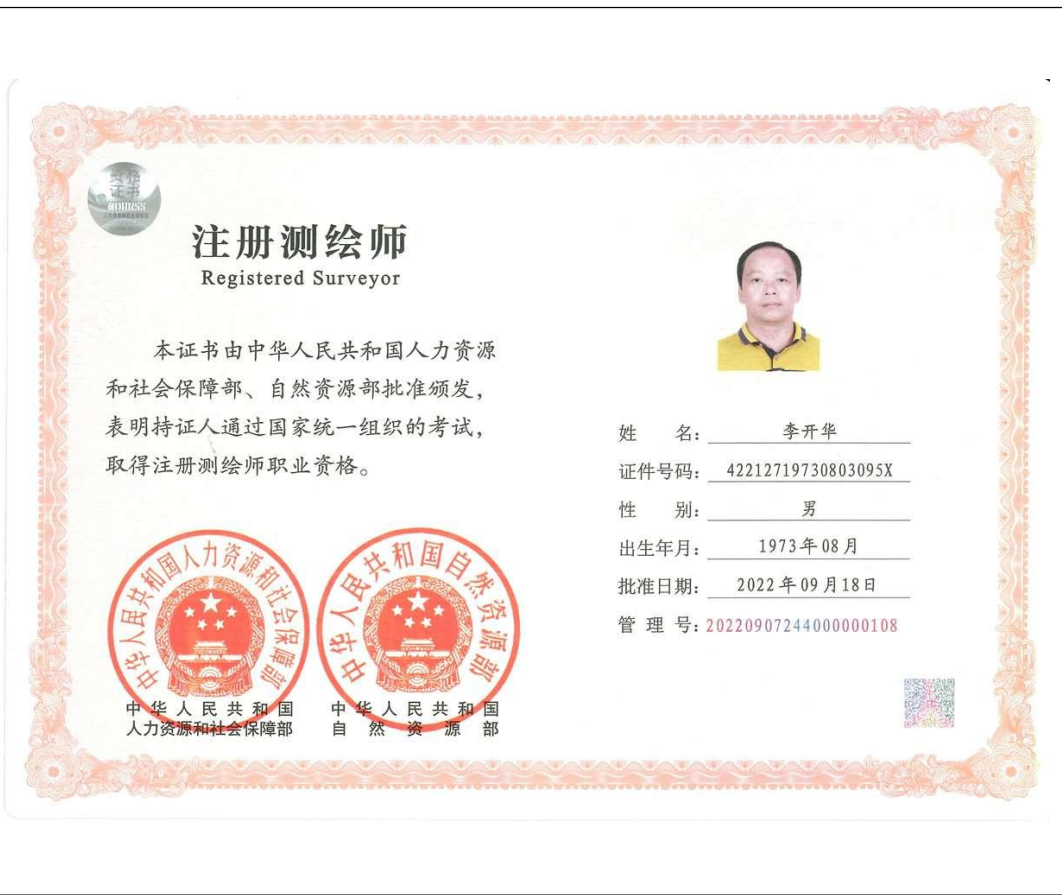 资格
证书
MOHRSS
注册测绘师
Registered Surveyor
本证书由中华人民共和国人力资源
和社会保障部、自然资源部批准颁发，
表明持证人通过国家统一组织的考试，
取得注册测绘师职业资格。
中华人民共和国人力资源和社会保障部
中华人民共和国自然资源部
中华人民共和国
人力资源和社会保障部
中华人民共和国
自然资源部
姓名：李开华
证件号码：42212719730803095X
性别：男
出生年月：1973年08月
批准日期：2022年09月18日
管理号：20220907244000000108